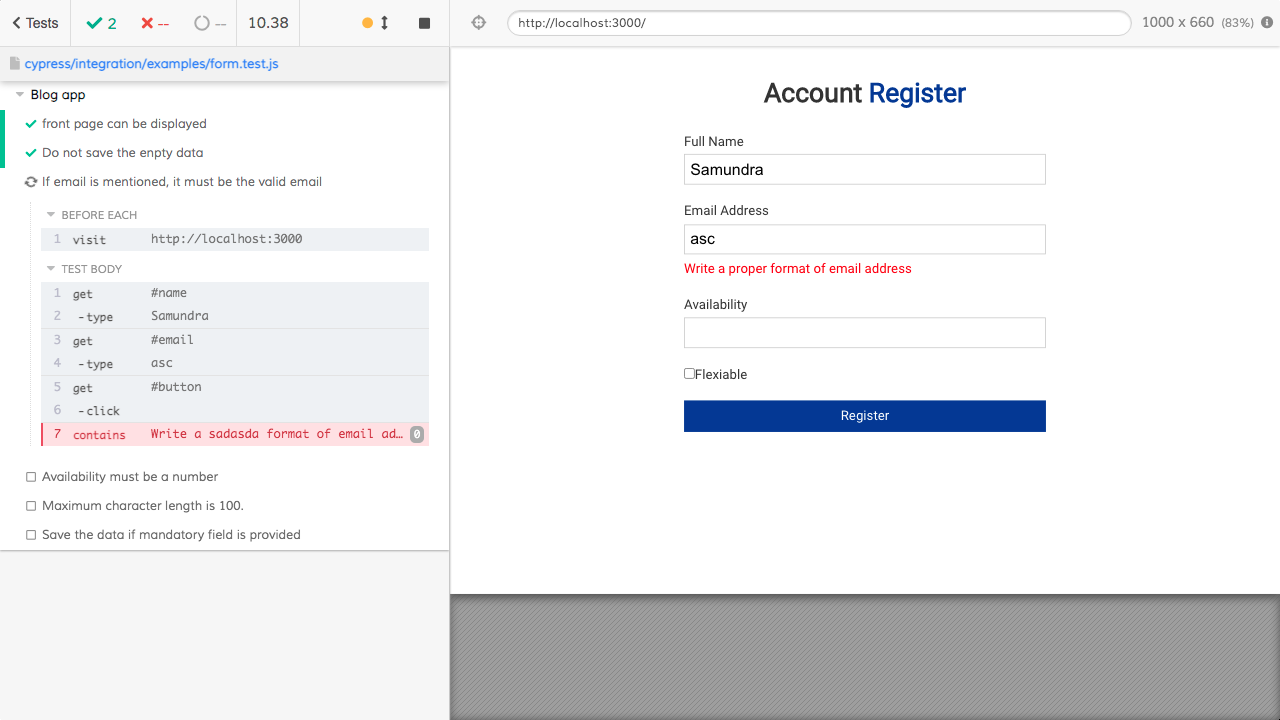 Tests
2
--
--
10.38
http://localhost:3000/
1000 x 660 (83%)
cypress/integration/examples/form.test.js
Blog app
front page can be displayed
Do not save the enpty data
If email is mentioned, it must be the valid email
BEFORE EACH
1 visit http://localhost:3000
TEST BODY
1 get #name
2 -type Samundra
3 get #email
4 -type asc
5 get #button
6 -click
7 contains Write a sadasda format of email ad… 0
Availability must be a number
Maximum character length is 100.
Save the data if mandatory field is provided
Account Register
Full Name
Samundra
Email Address
asc
Write a proper format of email address
Availability
Flexiable
Register